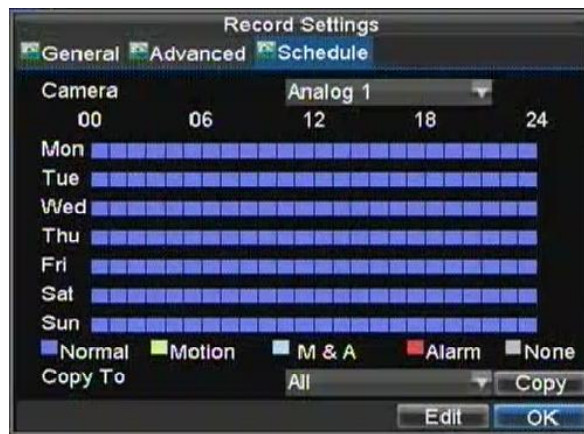 Record Settings
General Advanced Schedule
Camera Analog 1
00 06 12 18 24
Mon
Tue
Wed
Thu
Fri
Sat
Sun
Normal Motion M & A Alarm None
Copy To All Copy
Edit OK